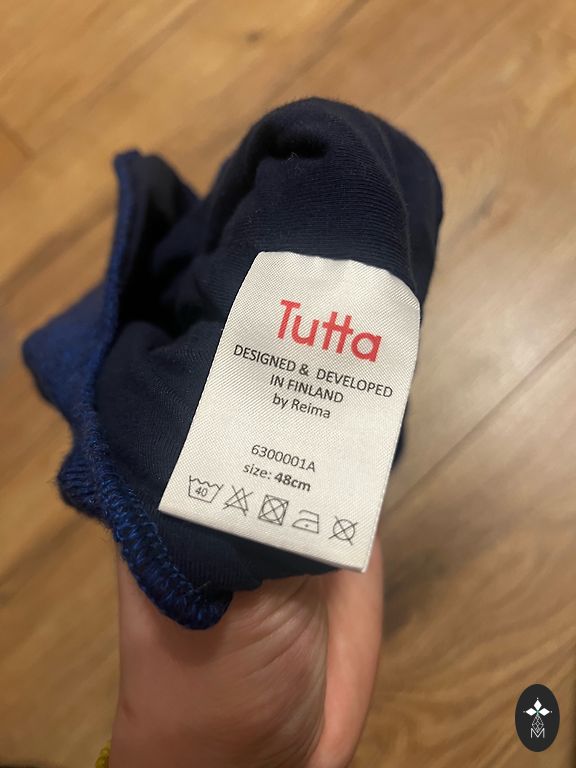 Tutta
DESIGNED & DEVELOPED
IN FINLAND
by Reima
6300001A
size: 48cm
40
M